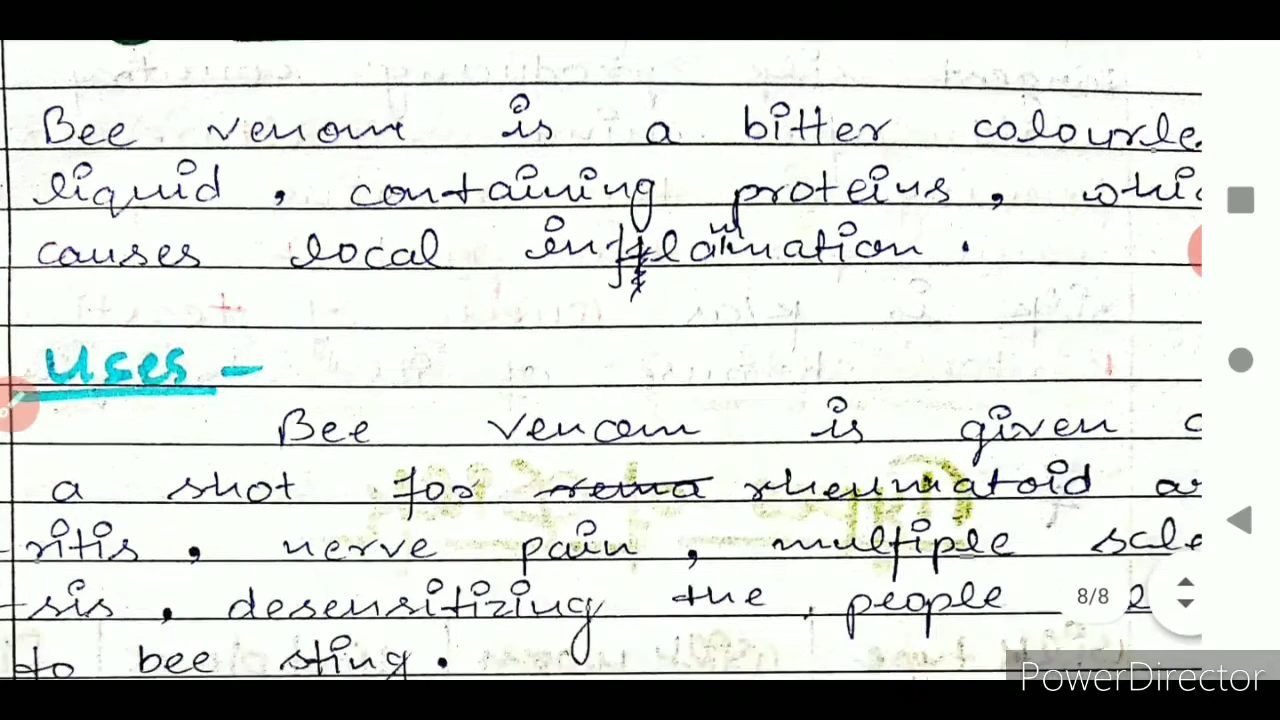 Bee venom is a bitter colourle
liquid , containing proteins , whic
causes local inflammation .
Uses -
Bee venom is given
a shot for rheumatoid
-ritis , nerve pain , multiple scle
-sis , desensitizing the people
8/8
to bee sting .
PowerDirector